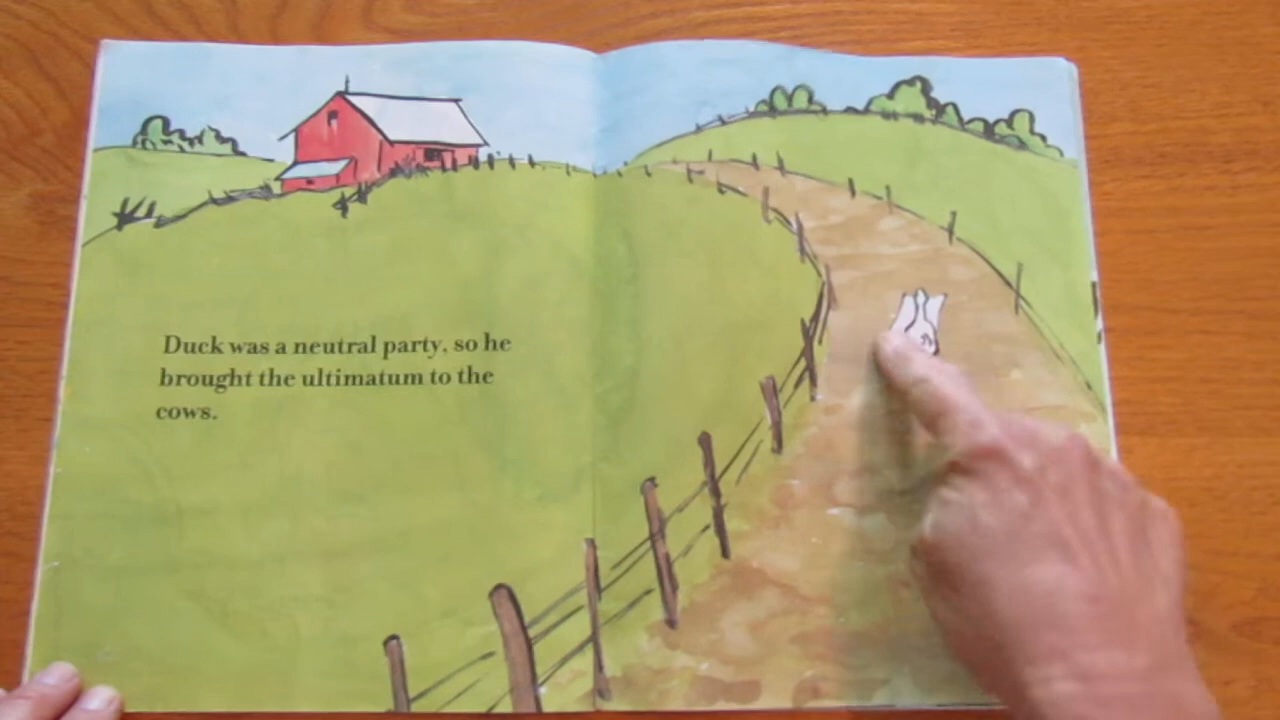 Duck was a neutral party, so he
brought the ultimatum to the
cows.